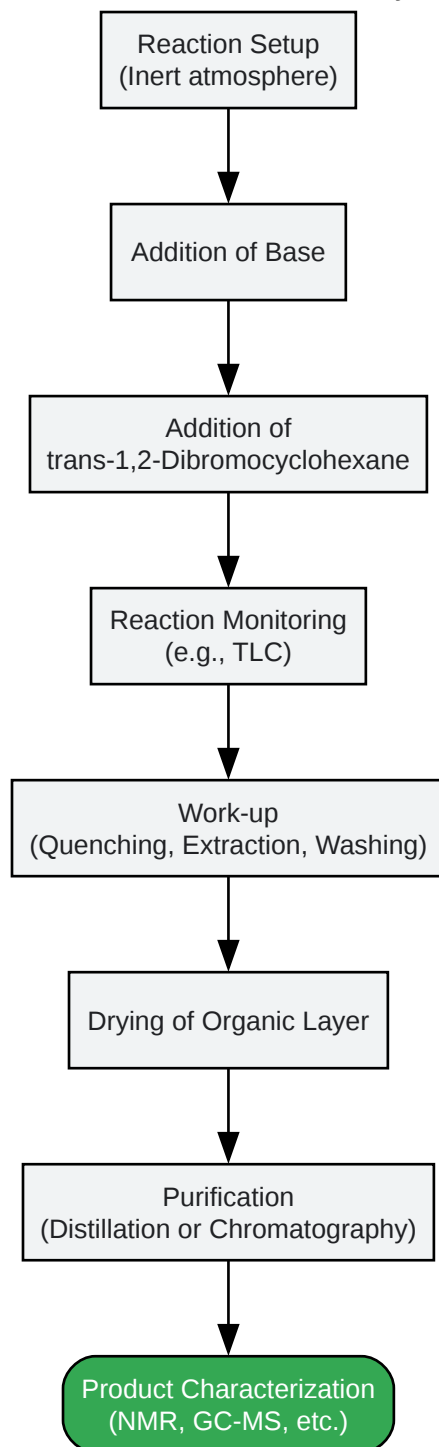 Reaction Setup
(Inert atmosphere)
Addition of Base
Addition of
trans-1,2-Dibromocyclohexane
Reaction Monitoring
(e.g., TLC)
Work-up
(Quenching, Extraction, Washing)
Drying of Organic Layer
Purification
(Distillation or Chromatography)
Product Characterization
(NMR, GC-MS, etc.)